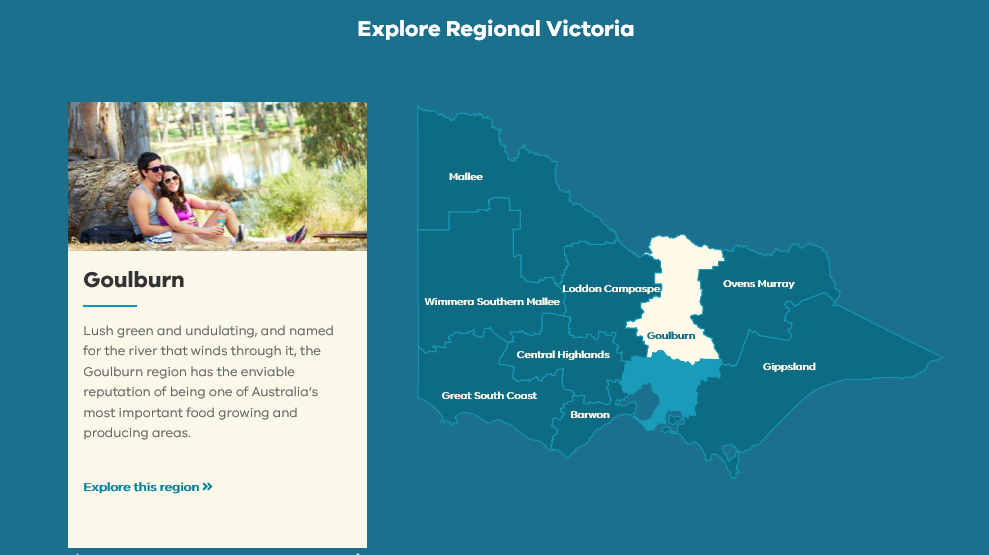 Explore Regional Victoria
Mallee
Goulburn
Lush green and undulating, and named
for the river that winds through it, the
Goulburn region has the enviable
reputation of being one of Australia’s
most important food growing and
producing areas.
Explore this region »
Loddon Campaspe
Ovens Murray
Wimmera Southern Mallee
Goulburn
Central Highlands
Gippsland
Great South Coast
Barwon